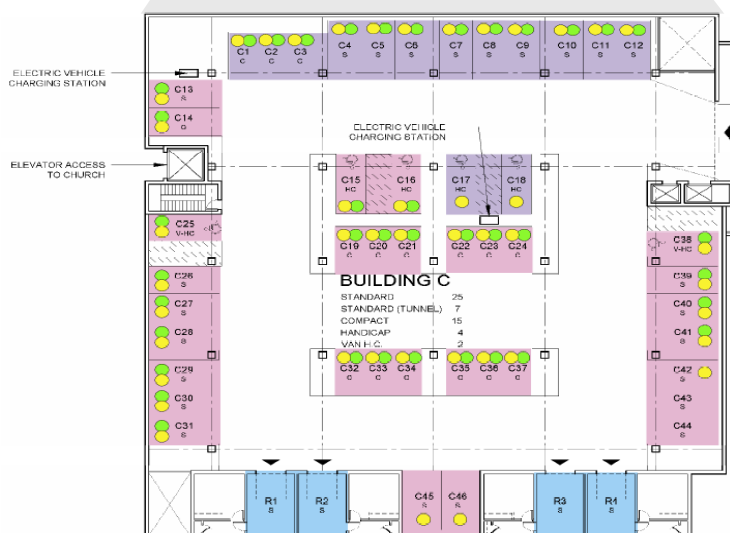 C1 C2 C3 C4 C5 C6 C7 C8 C9 C10 C11 C12
C C C S S S S S S S S S
ELECTRIC VEHICLE
CHARGING STATION
C13
S
C14
C
ELECTRIC VEHICLE
CHARGING STATION
ELEVATOR ACCESS
TO CHURCH
C15 C16 C17 C18
HC HC HC HC
C25
V-HC
C19 C20 C21 C22 C23 C24
C C C C C C
C38
V-HC
C26
S
C39
S
BUILDING C
STANDARD 25
STANDARD (TUNNEL) 7
COMPACT 15
HANDICAP 4
VAN H.C. 2
C27
S
C40
S
C28
S
C41
S
C32 C33 C34 C35 C36 C37
C C C C C C
C29
S
C42
S
C30
S
C43
S
C31
S
C44
S
R1 R2 C45 C46 R3 R4
S S S S S S